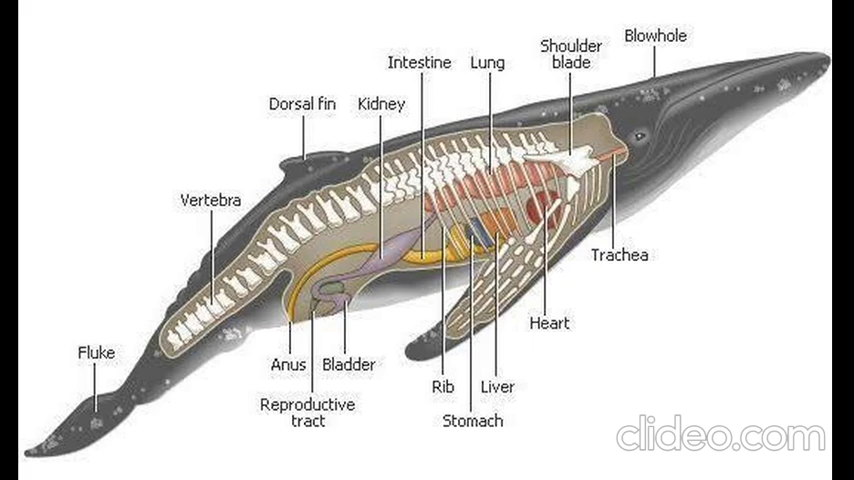 Blowhole
Shoulder
blade
Intestine
Lung
Dorsal fin
Kidney
Vertebra
Trachea
Heart
Fluke
Anus
Bladder
Reproductive
tract
Rib
Liver
Stomach
clideo.com